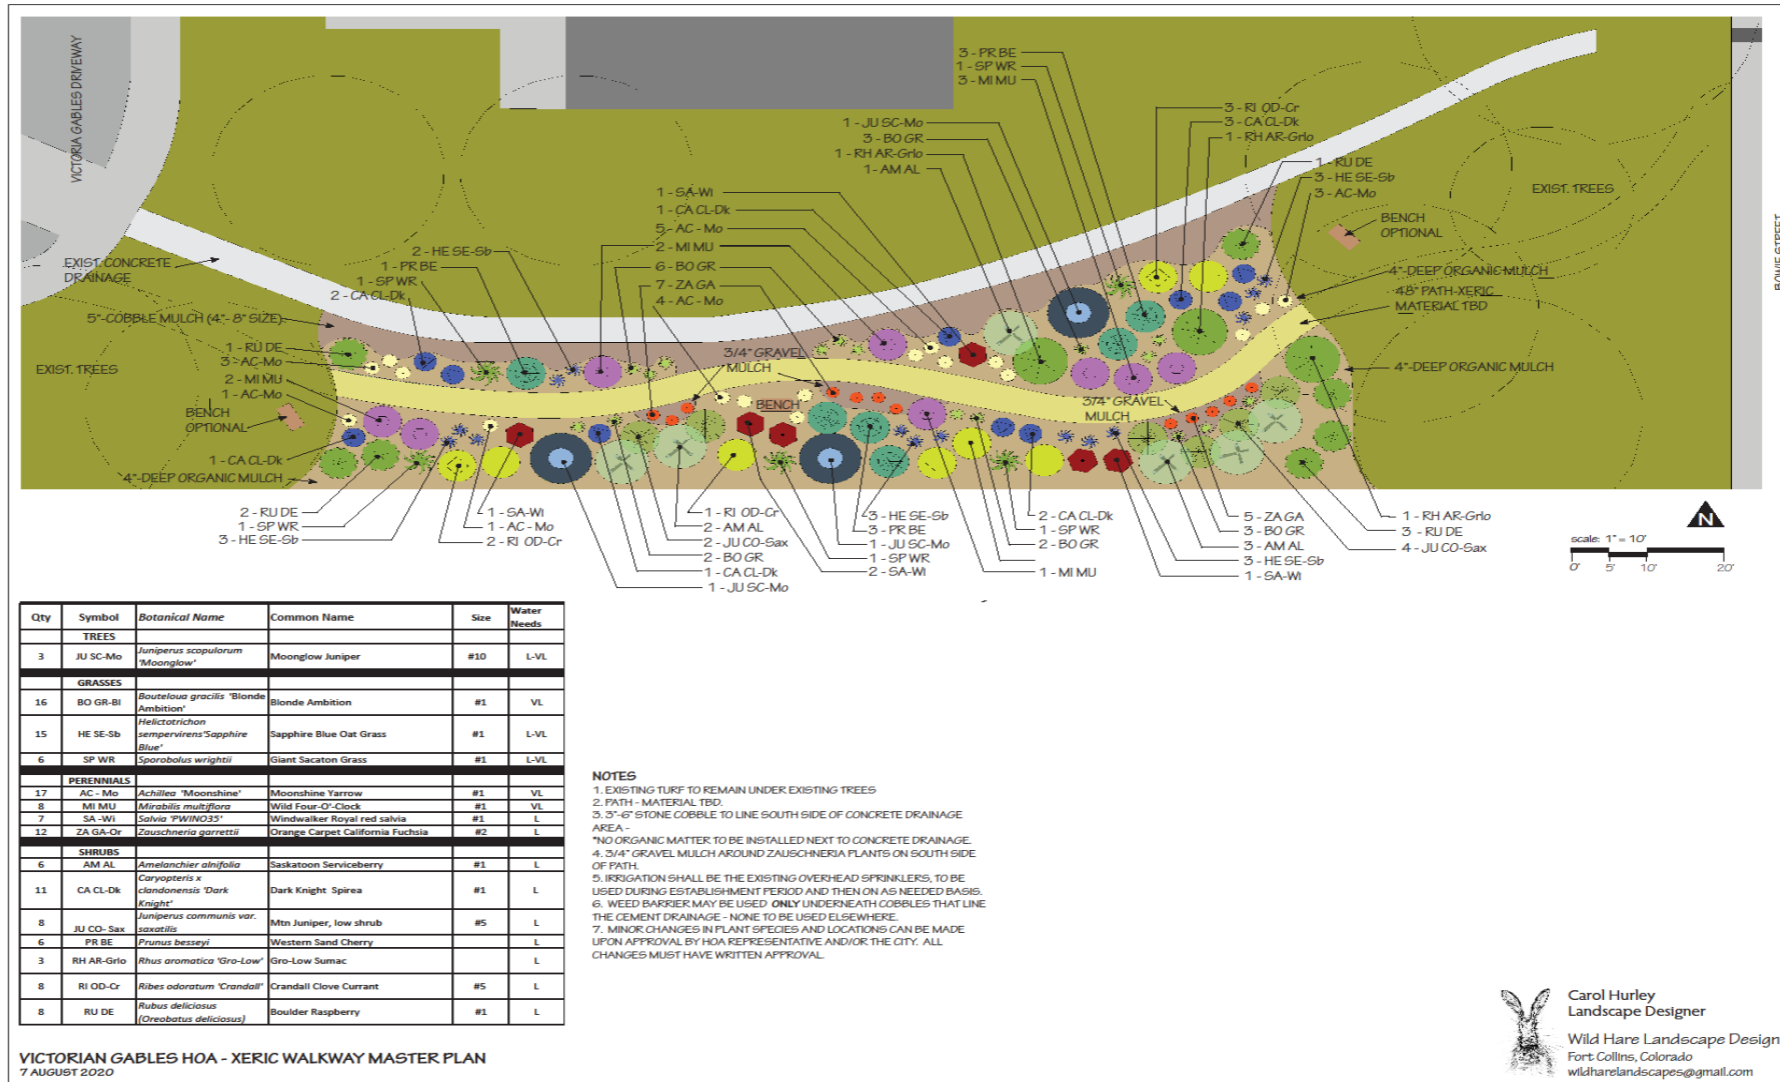 VICTORIA GABLES DRIVEWAY
EXIST. CONCRETE
DRAINAGE
5"-COBBLE MULCH (4"- 8" SIZE)
EXIST. TREES
1 - RU DE
3 - AC-Mo
2 - MI MU
1 - AC-Mo
BENCH
OPTIONAL
1 - CA CL-Dk
4"-DEEP ORGANIC MULCH
2 - HE SE-Sb
1 - PR BE
1 - SP WR
2 - CA CL-Dk
1 - SA-Wi
1 - CA CL-Dk
5 - AC - Mo
2 - MI MU
6 - BO GR
7 - ZA GA
4 - AC - Mo
3/4" GRAVEL
MULCH
BENCH
1 - JU SC-Mo
3 - BO GR
1 - RH AR-Grlo
1 - AM AL
3 - PR BE
1 - SP WR
3 - MI MU
3 - RI OD-Cr
3 - CA CL-Dk
1 - RH AR-Grlo
1 - RU DE
3 - HE SE-Sb
3 - AC-Mo
EXIST. TREES
BENCH
OPTIONAL
4"-DEEP ORGANIC MULCH
48" PATH-XERIC
MATERIAL TBD
4"-DEEP ORGANIC MULCH
3/4" GRAVEL
MULCH
BOWIE STREET
2 - RU DE
1 - SP WR
3 - HE SE-Sb
1 - SA-Wi
1 - AC - Mo
2 - RI OD-Cr
1 - RI OD-Cr
2 - AM AL
2 - JU CO-Sax
2 - BO GR
1 - CA CL-Dk
1 - JU SC-Mo
3 - HE SE-Sb
3 - PR BE
1 - JU SC-Mo
1 - SP WR
2 - SA-Wi
2 - CA CL-Dk
1 - SP WR
2 - BO GR
1 - MI MU
5 - ZA GA
3 - BO GR
3 - AM AL
3 - HE SE-Sb
1 - SA-Wi
1 - RH AR-Grlo
3 - RU DE
4 - JU CO-Sax
N
scale: 1" = 10'
0' 5' 10' 20'
Qty Symbol Botanical Name Common Name Size Water Needs
TREES
3 JU SC-Mo Juniperus scopulorum 'Moonglow' Moonglow Juniper #10 L-VL
GRASSES
16 BO GR-Bl Bouteloua gracilis 'Blonde Ambition' Blonde Ambition #1 VL
15 HE SE-Sb Helictotrichon sempervirens'Sapphire Blue' Sapphire Blue Oat Grass #1 L-VL
6 SP WR Sporobolus wrightii Giant Sacaton Grass #1 L-VL
PERENNIALS
17 AC - Mo Achillea 'Moonshine' Moonshine Yarrow #1 VL
8 MI MU Mirabilis multiflora Wild Four-O'-Clock #1 VL
7 SA -Wi Salvia 'PWINO35' Windwalker Royal red salvia #1 L
12 ZA GA-Or Zauschneria garrettii Orange Carpet California Fuchsia #2 L
SHRUBS
6 AM AL Amelanchier alnifolia Saskatoon Serviceberry #1 L
11 CA CL-Dk Caryopteris x clandonensis 'Dark Knight' Dark Knight Spirea #1 L
8 JU CO- Sax Juniperus communis var. saxatilis Mtn Juniper, low shrub #5 L
6 PR BE Prunus besseyi Western Sand Cherry L
3 RH AR-Grlo Rhus aromatica 'Gro-Low' Gro-Low Sumac L
8 RI OD-Cr Ribes odoratum 'Crandall' Crandall Clove Currant #5 L
8 RU DE Rubus deliciosus (Oreobatus deliciosus) Boulder Raspberry #1 L
NOTES
1. EXISTING TURF TO REMAIN UNDER EXISTING TREES
2. PATH - MATERIAL TBD.
3. 3"-6" STONE COBBLE TO LINE SOUTH SIDE OF CONCRETE DRAINAGE
AREA -
*NO ORGANIC MATTER TO BE INSTALLED NEXT TO CONCRETE DRAINAGE.
4. 3/4" GRAVEL MULCH AROUND ZAUSCHNERIA PLANTS ON SOUTH SIDE
OF PATH.
5. IRRIGATION SHALL BE THE EXISTING OVERHEAD SPRINKLERS, TO BE
USED DURING ESTABLISHMENT PERIOD AND THEN ON AS NEEDED BASIS.
6. WEED BARRIER MAY BE USED ONLY UNDERNEATH COBBLES THAT LINE
THE CEMENT DRAINAGE - NONE TO BE USED ELSEWHERE.
7. MINOR CHANGES IN PLANT SPECIES AND LOCATIONS CAN BE MADE
UPON APPROVAL BY HOA REPRESENTATIVE AND/OR THE CITY. ALL
CHANGES MUST HAVE WRITTEN APPROVAL.
VICTORIAN GABLES HOA - XERIC WALKWAY MASTER PLAN
7 AUGUST 2020
Carol Hurley
Landscape Designer
Wild Hare Landscape Design
Fort Collins, Colorado
wildharelandscapes@gmail.com